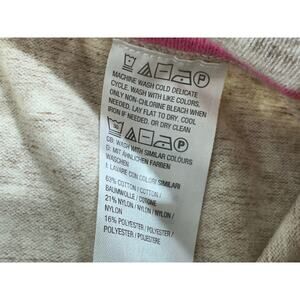 MACHINE WASH COLD DELICATE
CYCLE. WASH WITH LIKE COLORS.
ONLY NON-CHLORINE BLEACH WHEN
NEEDED. LAY FLAT TO DRY. COOL
IRON IF NEEDED. OR DRY CLEAN
GB: WASH WITH SIMILAR COLOURS
D: MIT ÄHNLICHEN FARBEN
WASCHEN
I: LAVARE CON COLORI SIMILARI
63% COTTON / COTTON /
BAUMWOLLE / COTONE
21% NYLON / NYLON / NYLON /
NYLON
16% POLYESTER / POLYESTER /
POLYESTER / POLIESTERE